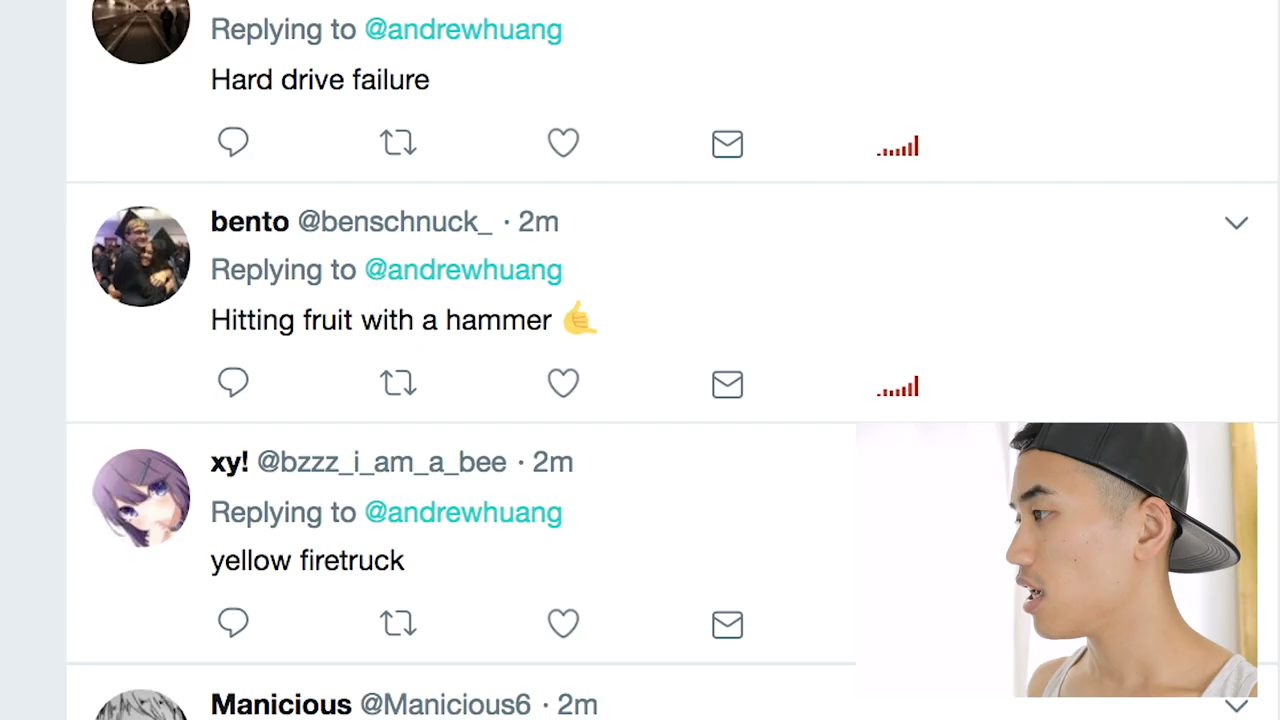 Replying to @andrewhuang
Hard drive failure
bento @benschnuck_ · 2m
Replying to @andrewhuang
Hitting fruit with a hammer 🤙
xy! @bzzz_i_am_a_bee · 2m
Replying to @andrewhuang
yellow firetruck
Manicious @Manicious6 · 2m